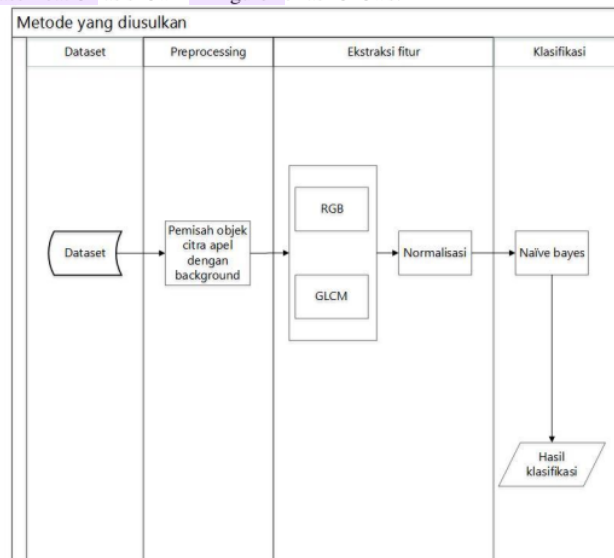 Metode yang diusulkan
Dataset
Preprocessing
Ekstraksi fitur
Klasifikasi
Dataset
Pemisah objek
citra apel
dengan
background
RGB
GLCM
Normalisasi
Naïve bayes
Hasil
klasifikasi